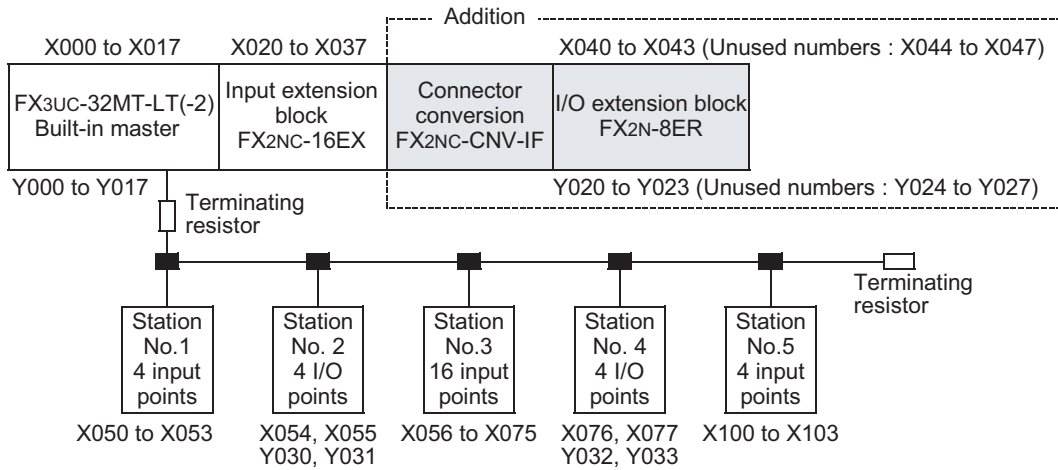 Addition
X000 to X017
X020 to X037
X040 to X043 (Unused numbers : X044 to X047)
FX3UC-32MT-LT(-2)
Built-in master
Input extension
block
FX2NC-16EX
Connector
conversion
FX2NC-CNV-IF
I/O extension block
FX2N-8ER
Y000 to Y017
Y020 to Y023 (Unused numbers : Y024 to Y027)
Terminating
resistor
Terminating
resistor
Station
No.1
4 input
points
Station
No. 2
4 I/O
points
Station
No.3
16 input
points
Station
No. 4
4 I/O
points
Station
No.5
4 input
points
X050 to X053
X054, X055
Y030, Y031
X056 to X075
X076, X077
Y032, Y033
X100 to X103